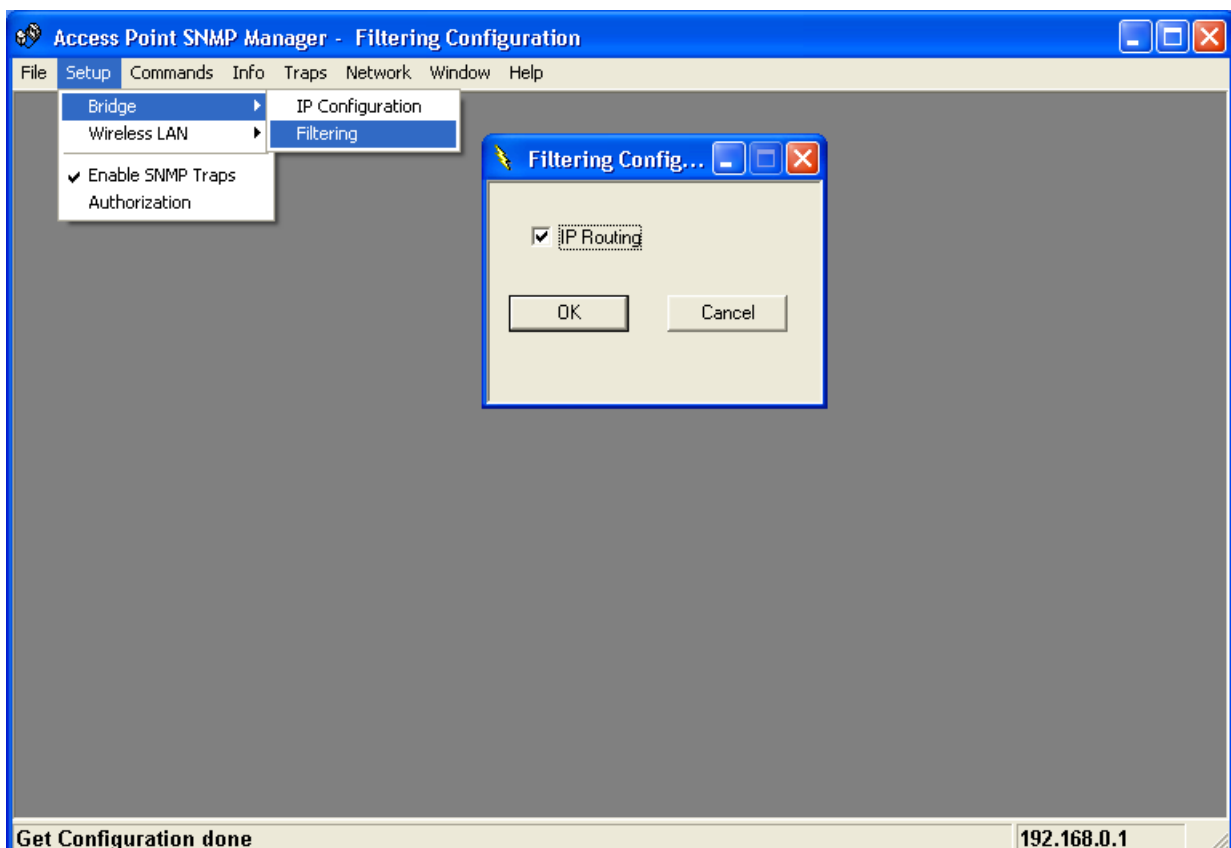 Access Point SNMP Manager - Filtering Configuration
File Setup Commands Info Traps Network Window Help
Bridge
Wireless LAN
Enable SNMP Traps
Authorization
IP Configuration
Filtering
Filtering Config...
IP Routing
OK Cancel
Get Configuration done 192.168.0.1